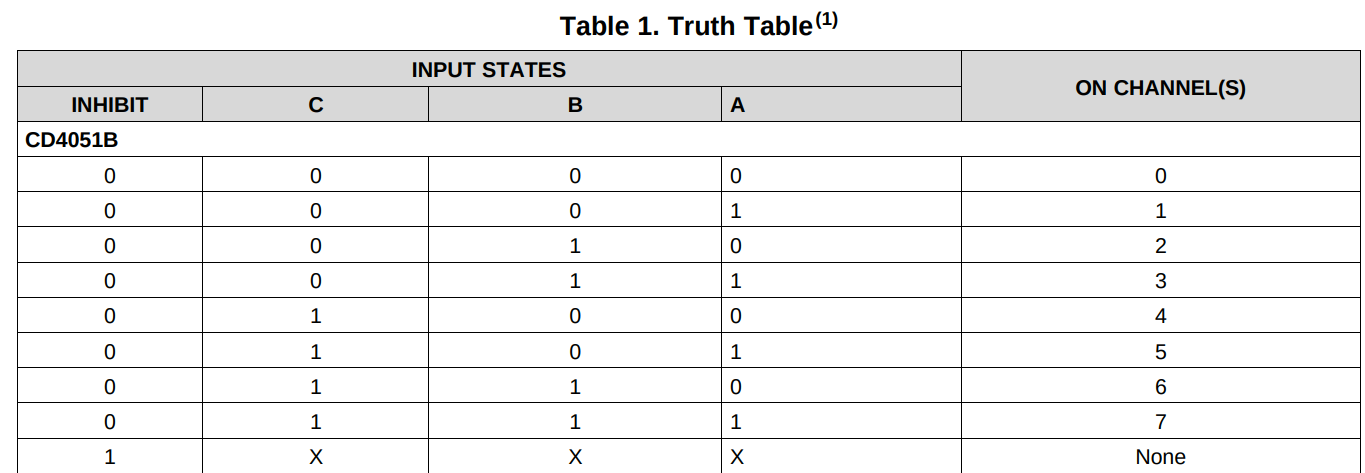 Table 1. Truth Table(1)
INPUT STATES ON CHANNEL(S)
INHIBIT C B A
CD4051B
0 0 0 0 0
0 0 0 1 1
0 0 1 0 2
0 0 1 1 3
0 1 0 0 4
0 1 0 1 5
0 1 1 0 6
0 1 1 1 7
1 X X X None